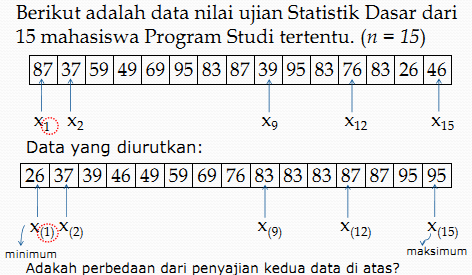 Berikut adalah data nilai ujian Statistik Dasar dari
15 mahasiswa Program Studi tertentu. (n = 15)
87 37 59 49 69 95 83 87 39 95 83 76 83 26 46
x1 x2 x9 x12 x15
Data yang diurutkan:
26 37 39 46 49 59 69 76 83 83 83 87 87 95 95
x(1) x(2) x(9) x(12) x(15)
minimum maksimum
Adakah perbedaan dari penyajian kedua data di atas?